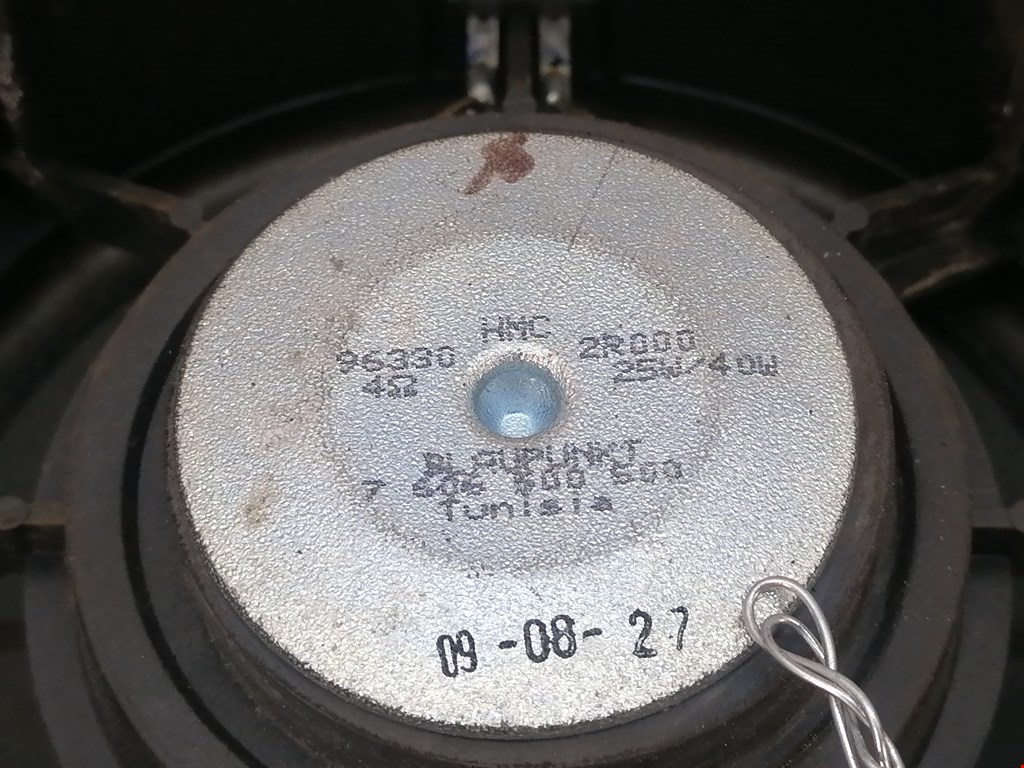 HMC
96330 2R000
4Ω 25W/40W
BLAUPUNKT
7 606 500 500
Tunisia
09-08-27